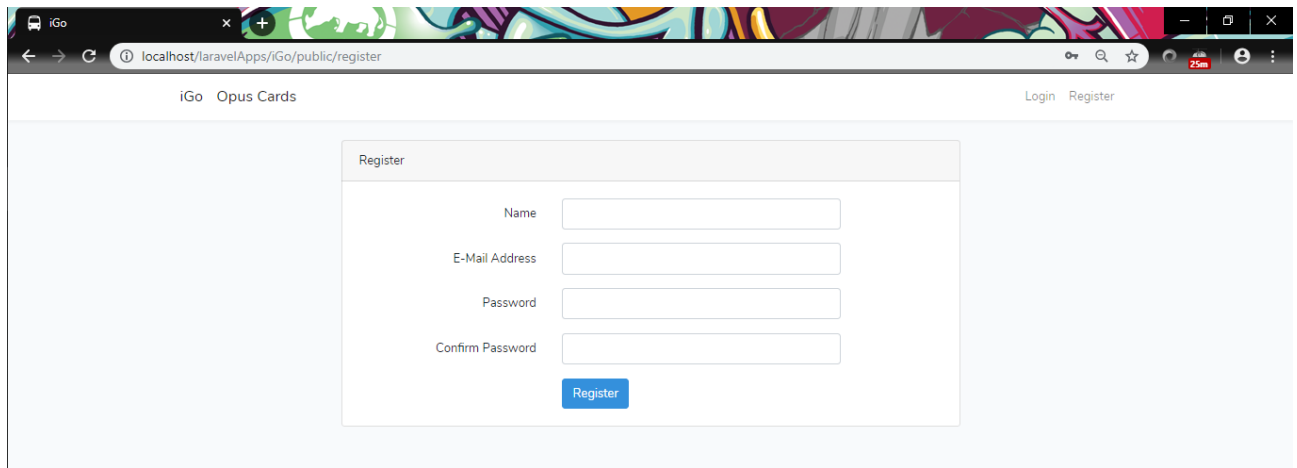 iGo
localhost/laravelApps/iGo/public/register
25m
iGo Opus Cards Login Register
Register
Name
E-Mail Address
Password
Confirm Password
Register